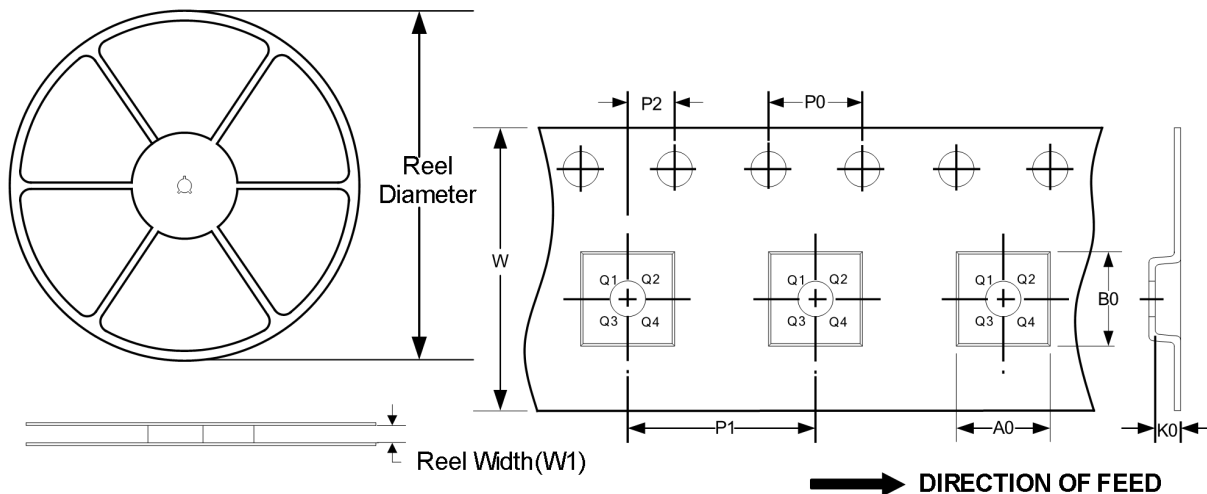 Reel
Diameter
Reel Width(W1)
P2
P0
W
Q1 Q2
Q3 Q4
Q1 Q2
Q3 Q4
Q1 Q2
Q3 Q4
B0
P1
A0
K0
DIRECTION OF FEED